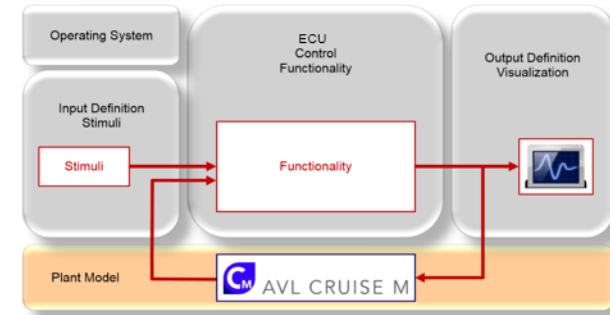 Operating System
ECU
Control
Functionality
Output Definition
Visualization
Input Definition
Stimuli
Stimuli
Functionality
Plant Model
CM AVL CRUISE M